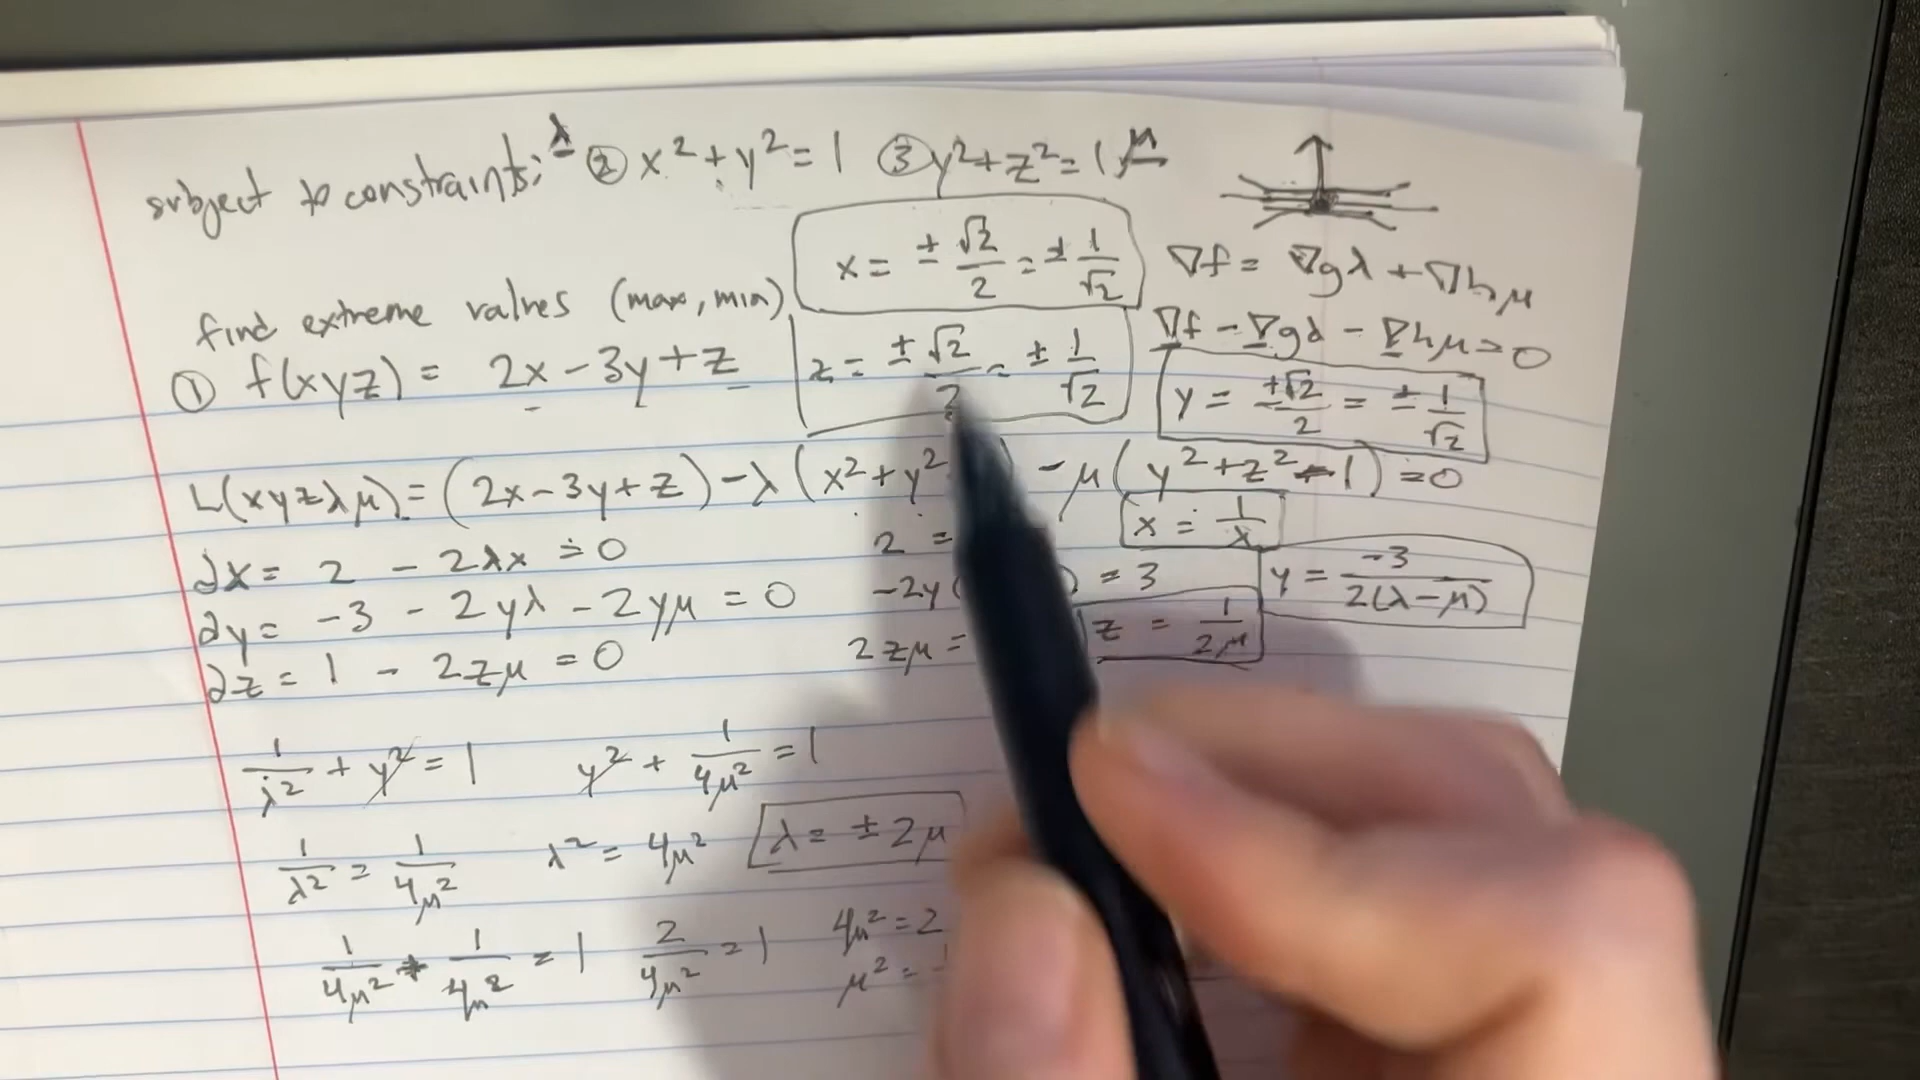 subject to constraints: λ ② x² + y² = 1 ③ y² + z² = 1 μ
find extreme values (max, min)
① f(xyz) = 2x - 3y + z
x = ± √2/2 = ± 1/√2
z = ± √2/2 = ± 1/√2
∇f = ∇gλ + ∇hμ
∇f - ∇gλ - ∇hμ = 0
y = ±√2/2 = ± 1/√2
L(xyzλμ) = (2x - 3y + z) - λ(x² + y² ) - μ(y² + z² - 1) = 0
∂x = 2 - 2λx = 0
2 =
x = 1/λ
∂y = -3 - 2yλ - 2yμ = 0
-2y( ) = 3
y = -3/2(λ-μ)
∂z = 1 - 2zμ = 0
2zμ =
z = 1/2μ
1/λ² + y² = 1
y² + 1/4μ² = 1
1/λ² = 1/4μ²
λ² = 4μ²
λ = ± 2μ
1/4μ² + 1/4μ² = 1
2/4μ² = 1
4μ² = 2
μ² =